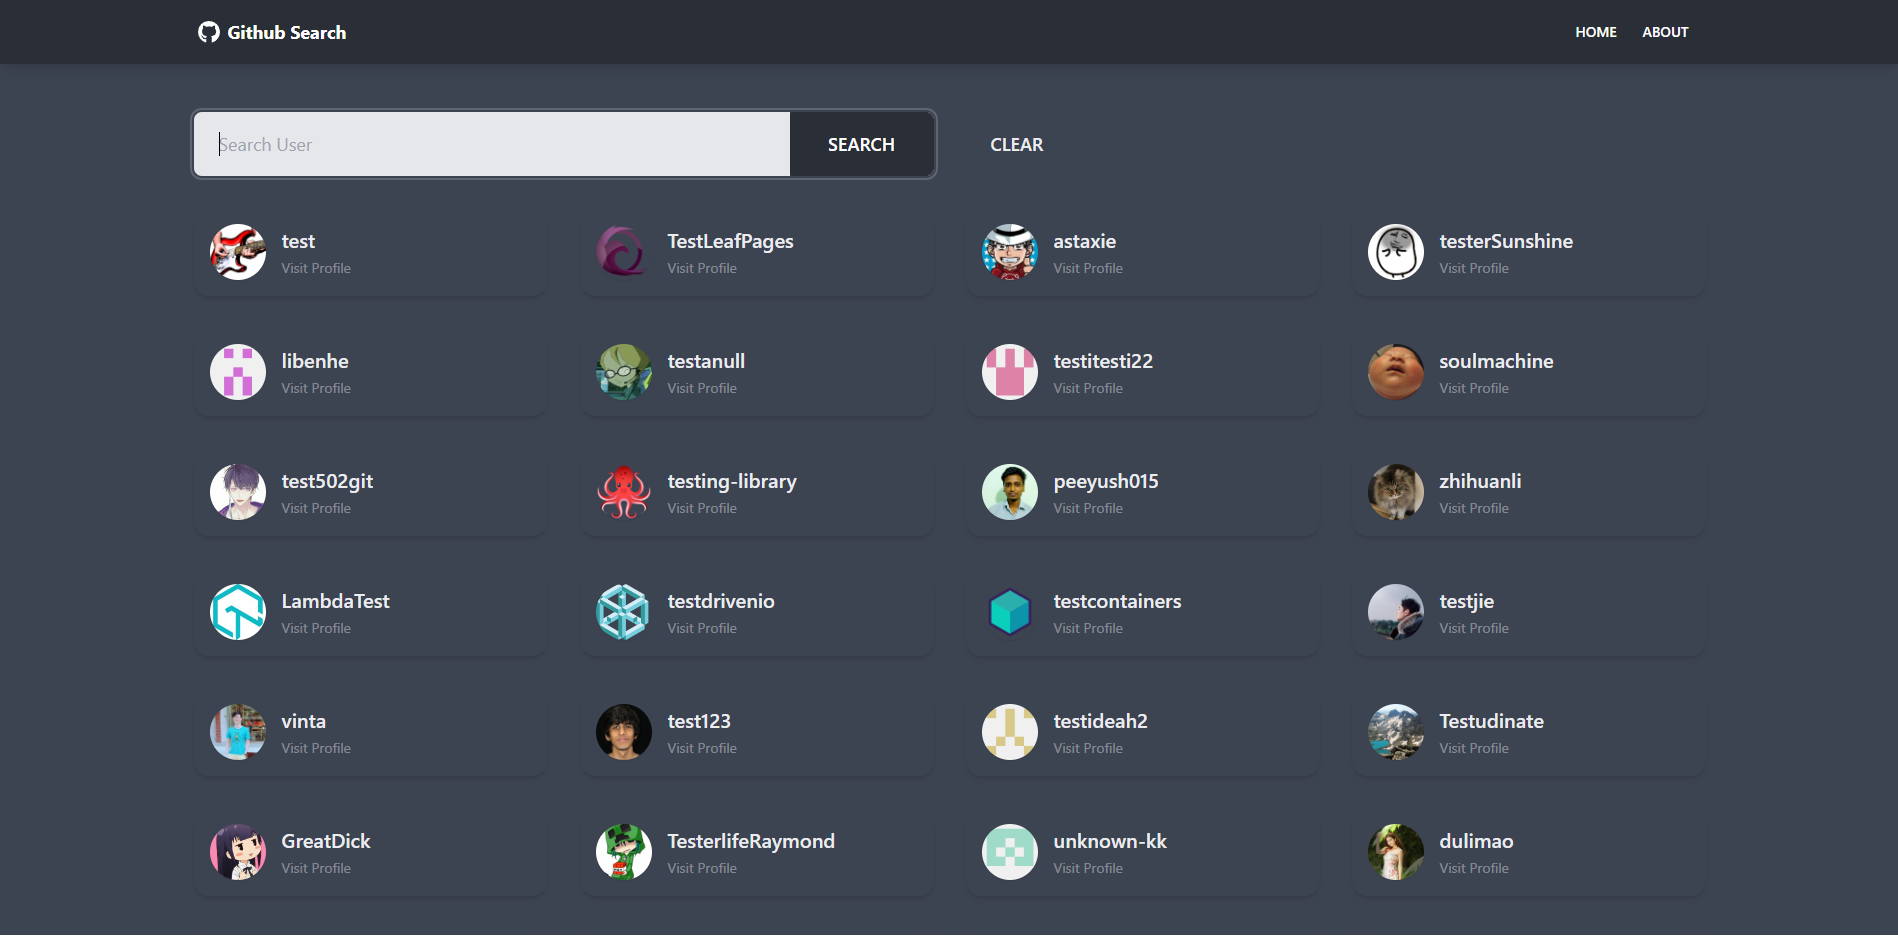 Github Search
HOME
ABOUT
Search User
SEARCH
CLEAR
test
Visit Profile
TestLeafPages
Visit Profile
astaxie
Visit Profile
testerSunshine
Visit Profile
libenhe
Visit Profile
testanull
Visit Profile
testitesti22
Visit Profile
soulmachine
Visit Profile
test502git
Visit Profile
testing-library
Visit Profile
peeyush015
Visit Profile
zhihuanli
Visit Profile
LambdaTest
Visit Profile
testdrivenio
Visit Profile
testcontainers
Visit Profile
testjie
Visit Profile
vinta
Visit Profile
test123
Visit Profile
testideah2
Visit Profile
Testudinate
Visit Profile
GreatDick
Visit Profile
TesterlifeRaymond
Visit Profile
unknown-kk
Visit Profile
dulimao
Visit Profile